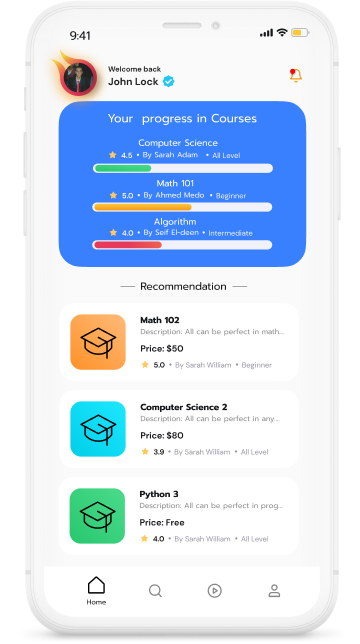 9:41
Welcome back
John Lock
Your progress in Courses
Computer Science
4.5 • By Sarah Adam • All Level
Math 101
5.0 • By Ahmed Medo • Beginner
Algorithm
4.0 • By Seif El-deen • Intermediate
Recommendation
Math 102
Description: All can be perfect in math...
Price: $50
5.0 • By Sarah William • Beginner
Computer Science 2
Description: All can be perfect in any...
Price: $80
3.9 • By Sarah William • All Level
Python 3
Description: All can be perfect in prog...
Price: Free
4.0 • By Sarah William • All Level
Home